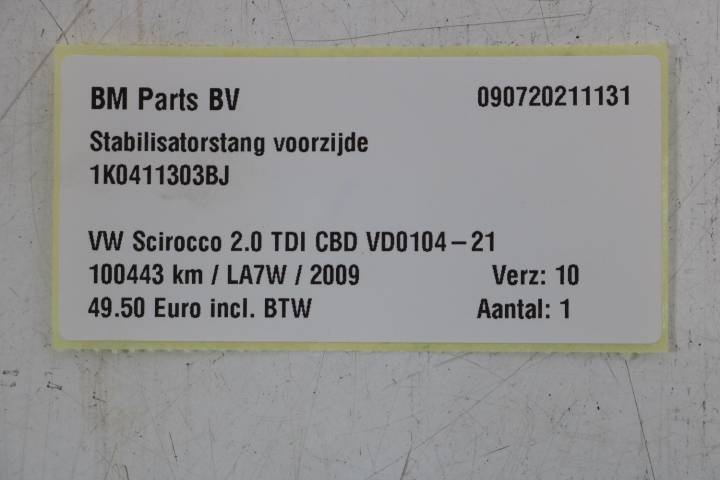 BM Parts BV 090720211131
Stabilisatorstang voorzijde
1K0411303BJ
VW Scirocco 2.0 TDI CBD VD0104-21
100443 km / LA7W / 2009 Verz: 10
49.50 Euro incl. BTW Aantal: 1